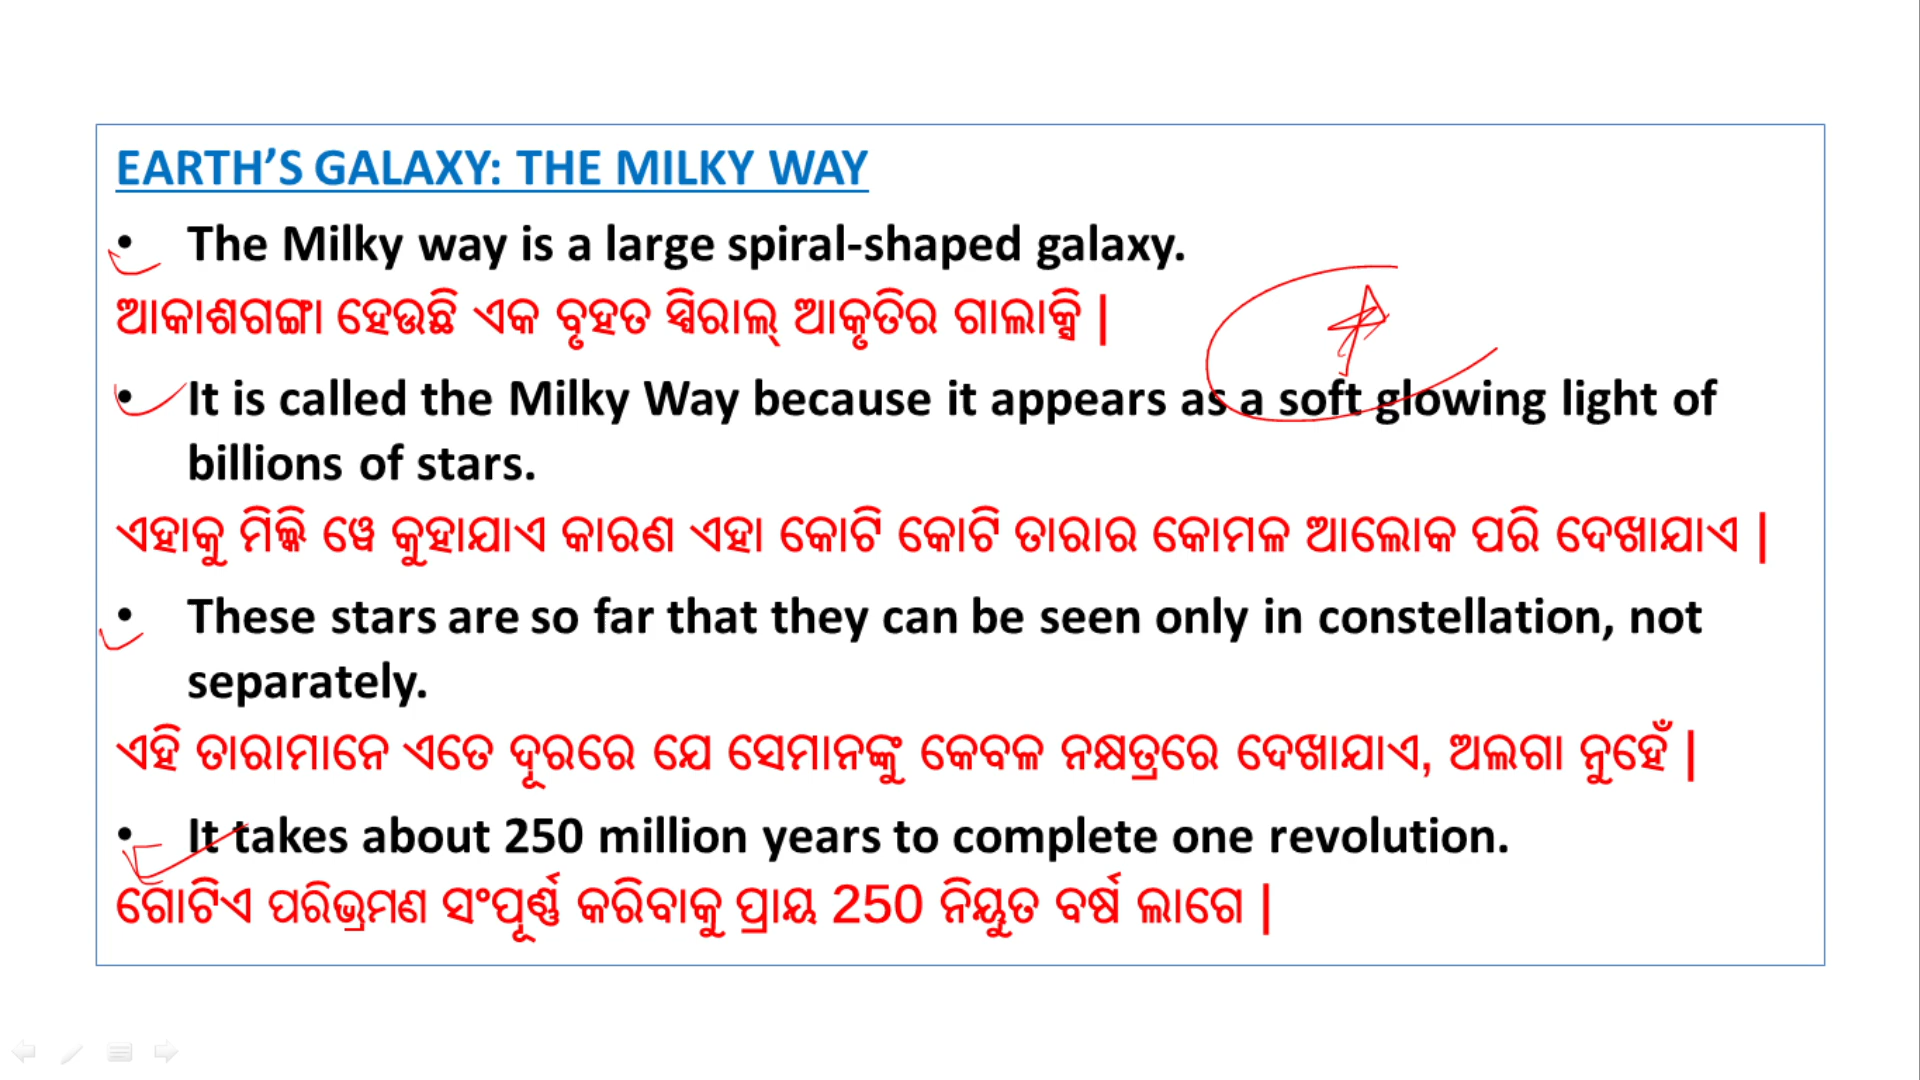 EARTH’S GALAXY: THE MILKY WAY
• The Milky way is a large spiral-shaped galaxy.
ଆକାଶଗଙ୍ଗା ହେଉଛି ଏକ ବୃହତ ସ୍ପିରାଲ୍ ଆକୃତିର ଗାଲାକ୍ସି |
• It is called the Milky Way because it appears as a soft glowing light of
billions of stars.
ଏହାକୁ ମିଲ୍କି ୱେ କୁହାଯାଏ କାରଣ ଏହା କୋଟି କୋଟି ତାରାର କୋମଳ ଆଲୋକ ପରି ଦେଖାଯାଏ |
• These stars are so far that they can be seen only in constellation, not
separately.
ଏହି ତାରାମାନେ ଏତେ ଦୂରରେ ଯେ ସେମାନଙ୍କୁ କେବଳ ନକ୍ଷତ୍ରରେ ଦେଖାଯାଏ, ଅଲଗା ନୁହେଁ |
• It takes about 250 million years to complete one revolution.
ଗୋଟିଏ ପରିଭ୍ରମଣ ସଂପୂର୍ଣ୍ଣ କରିବାକୁ ପ୍ରାୟ 250 ନିୟୁତ ବର୍ଷ ଲାଗେ |